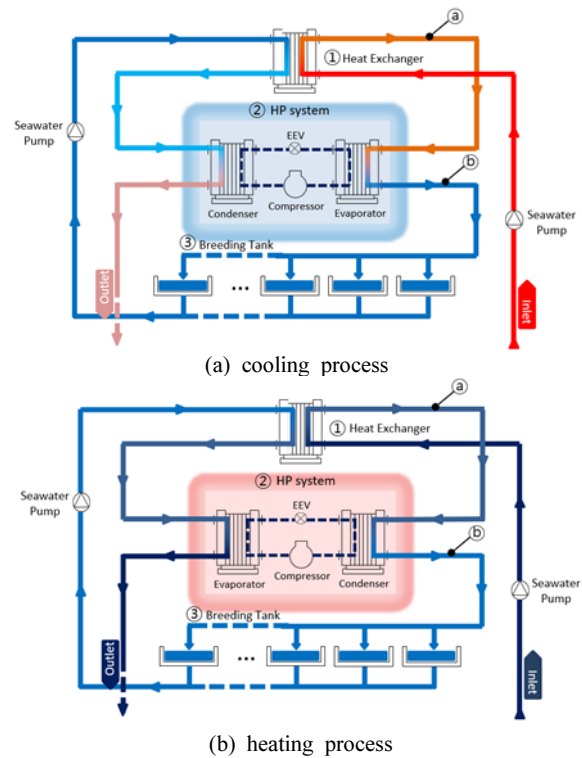 ⓐ
① Heat Exchanger
② HP system
Seawater
Pump
EEV
ⓑ
Compressor
Condenser
Evaporator
Seawater
Pump
③ Breeding Tank
...
Outlet
Inlet
(a) cooling process
ⓐ
① Heat Exchanger
② HP system
Seawater
Pump
EEV
ⓑ
Compressor
Evaporator
Condenser
Seawater
Pump
③ Breeding Tank
...
Outlet
Inlet
(b) heating process